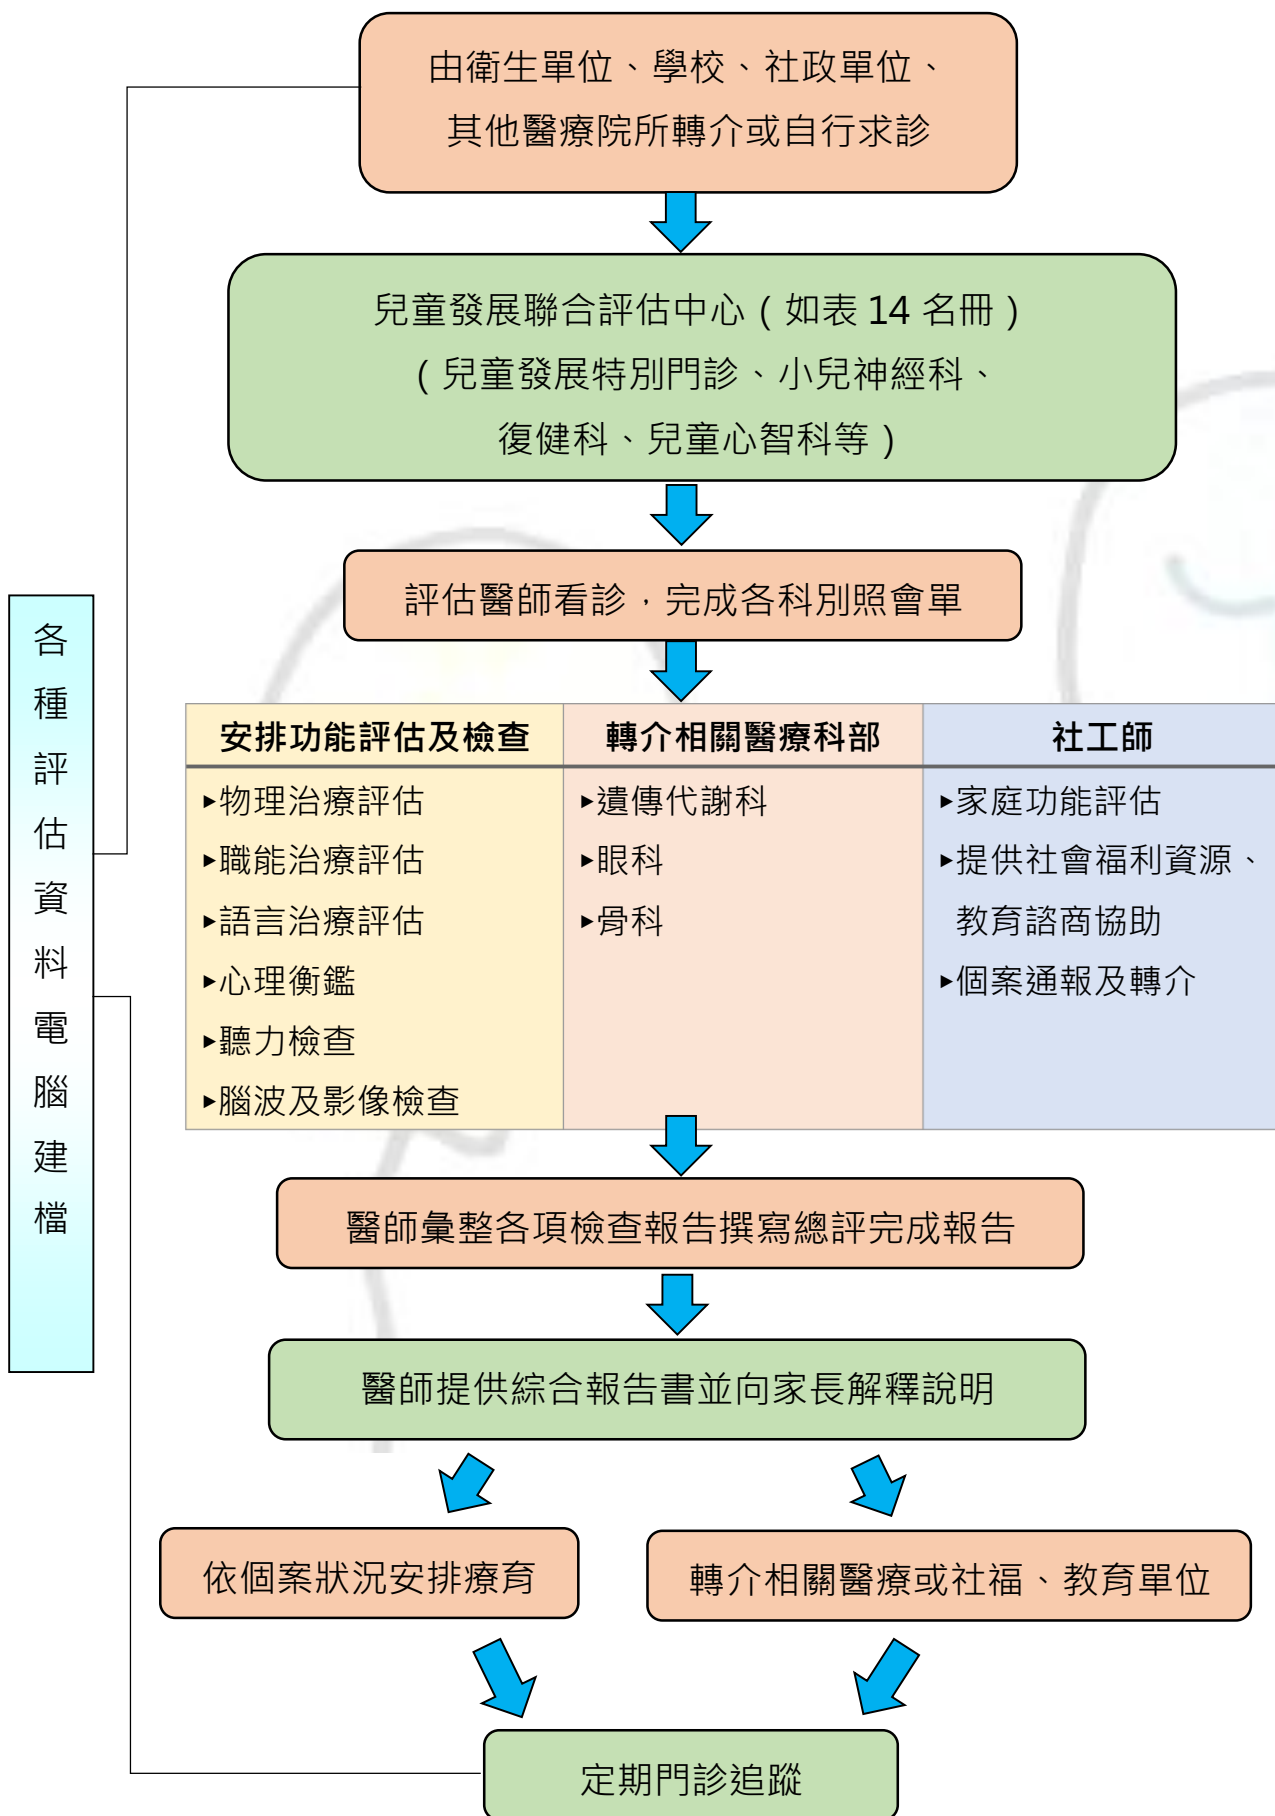 由衛生單位、學校、社政單位、
其他醫療院所轉介或自行求診
兒童發展聯合評估中心（如表 14 名冊）
（兒童發展特別門診、小兒神經科、
復健科、兒童心智科等）
評估醫師看診，完成各科別照會單
各種評估資料電腦建檔
安排功能評估及檢查
▸物理治療評估
▸職能治療評估
▸語言治療評估
▸心理衡鑑
▸聽力檢查
▸腦波及影像檢查
轉介相關醫療科部
▸遺傳代謝科
▸眼科
▸骨科
社工師
▸家庭功能評估
▸提供社會福利資源、
教育諮商協助
▸個案通報及轉介
醫師彙整各項檢查報告撰寫總評完成報告
醫師提供綜合報告書並向家長解釋說明
依個案狀況安排療育
轉介相關醫療或社福、教育單位
定期門診追蹤